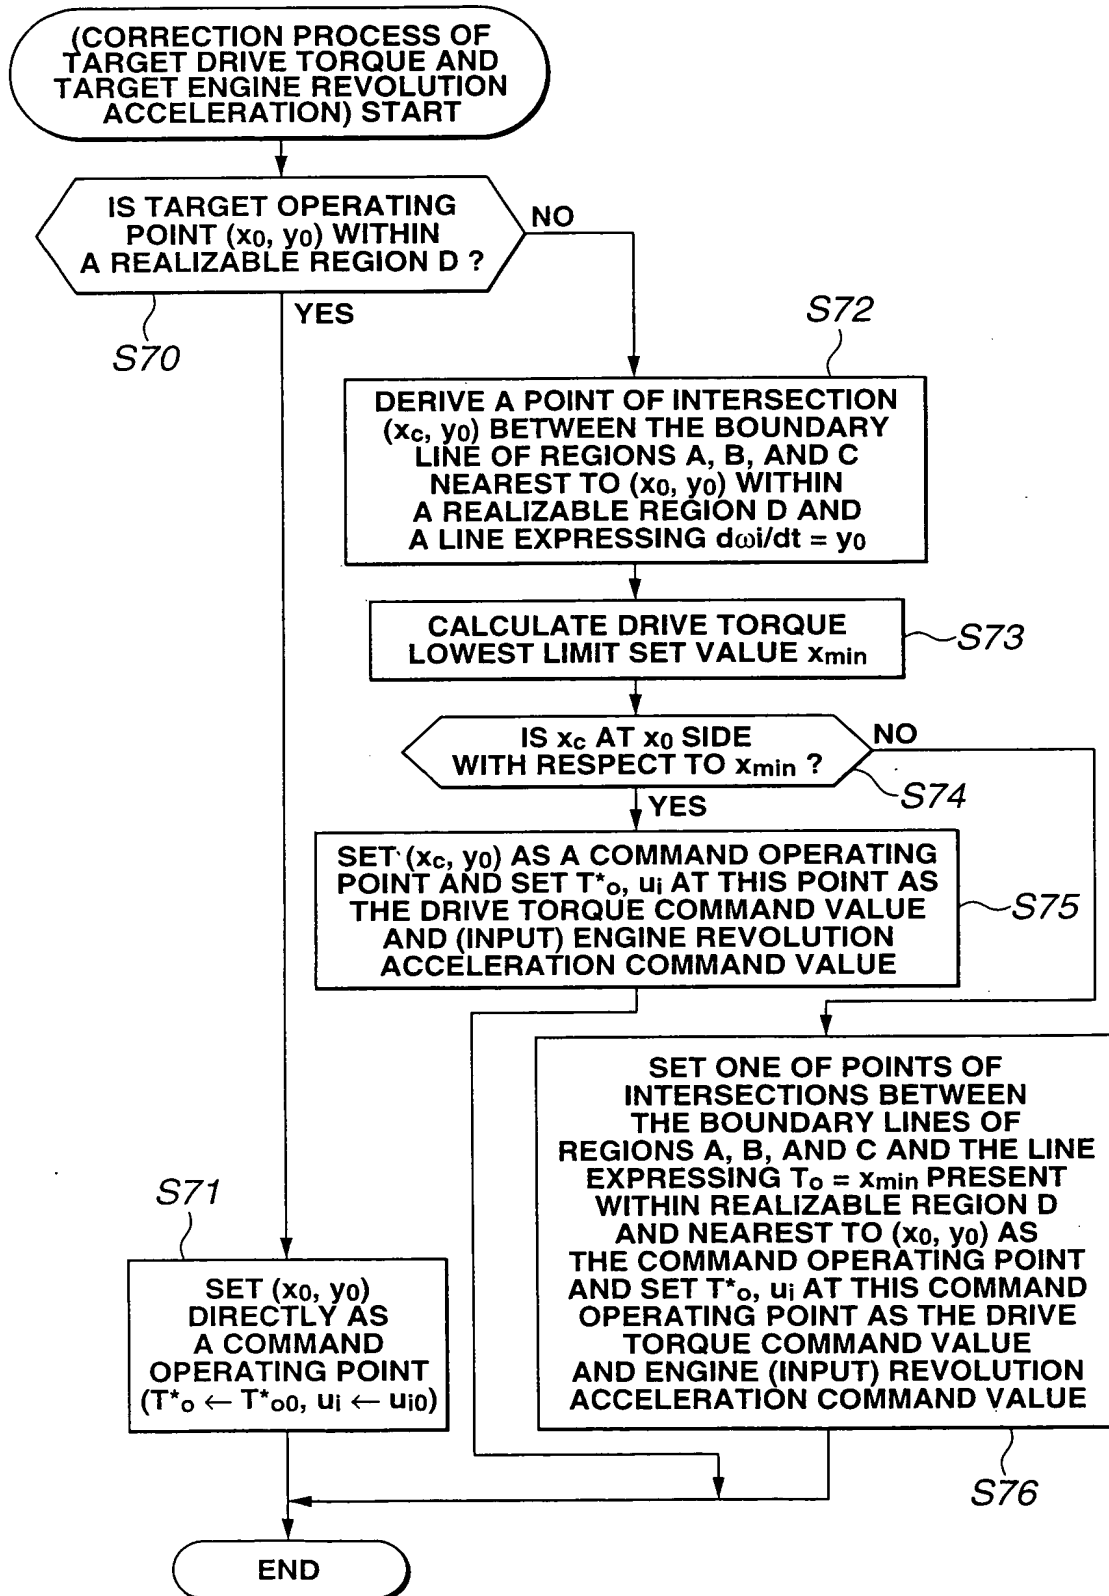 (CORRECTION PROCESS OF
TARGET DRIVE TORQUE AND
TARGET ENGINE REVOLUTION
ACCELERATION) START
IS TARGET OPERATING
POINT (x0, y0) WITHIN
A REALIZABLE REGION D ?
NO
YES
S70
S72
DERIVE A POINT OF INTERSECTION
(xc, y0) BETWEEN THE BOUNDARY
LINE OF REGIONS A, B, AND C
NEAREST TO (x0, y0) WITHIN
A REALIZABLE REGION D AND
A LINE EXPRESSING dωi/dt = y0
CALCULATE DRIVE TORQUE
LOWEST LIMIT SET VALUE xmin
S73
IS xc AT x0 SIDE
WITH RESPECT TO xmin ?
NO
S74
YES
SET (xc, y0) AS A COMMAND OPERATING
POINT AND SET T*o, ui AT THIS POINT AS
THE DRIVE TORQUE COMMAND VALUE
AND (INPUT) ENGINE REVOLUTION
ACCELERATION COMMAND VALUE
S75
SET ONE OF POINTS OF
INTERSECTIONS BETWEEN
THE BOUNDARY LINES OF
REGIONS A, B, AND C AND THE LINE
EXPRESSING To = xmin PRESENT
WITHIN REALIZABLE REGION D
AND NEAREST TO (x0, y0) AS
THE COMMAND OPERATING POINT
AND SET T*o, ui AT THIS COMMAND
OPERATING POINT AS THE DRIVE
TORQUE COMMAND VALUE
AND ENGINE (INPUT) REVOLUTION
ACCELERATION COMMAND VALUE
S76
S71
SET (x0, y0)
DIRECTLY AS
A COMMAND
OPERATING POINT
(T*o ← T*o0, ui ← ui0)
END